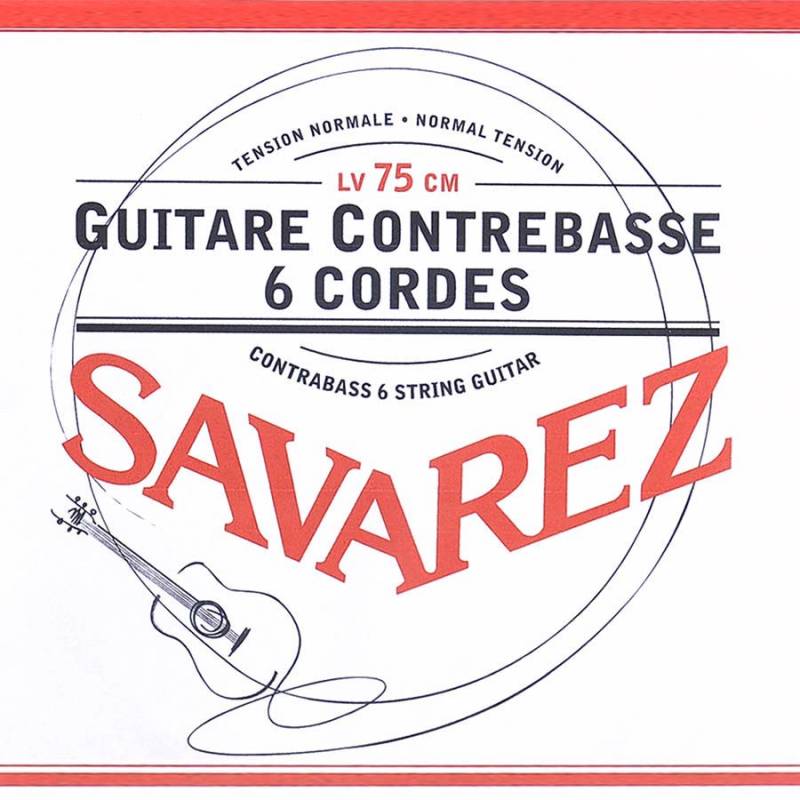 TENSION NORMALE • NORMAL TENSION
LV 75 CM
GUITARE CONTREBASSE
6 CORDES
CONTRABASS 6 STRING GUITAR
SAVAREZ